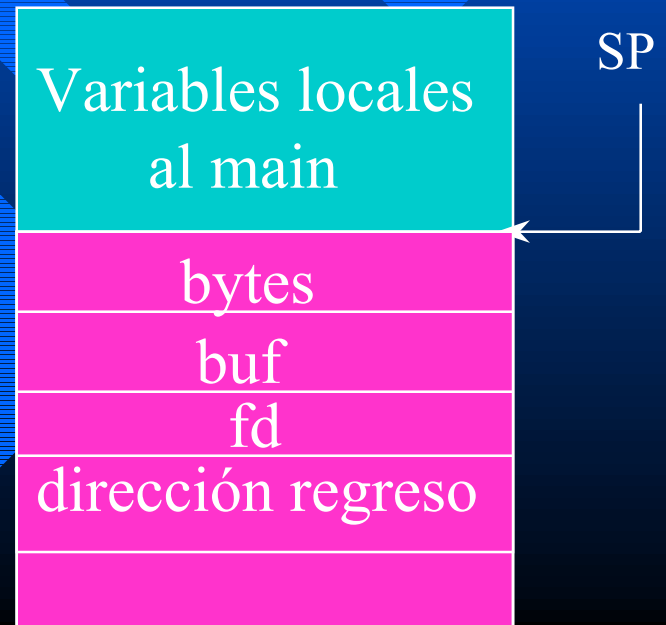 SP
Variables locales
al main
bytes
buf
fd
dirección regreso